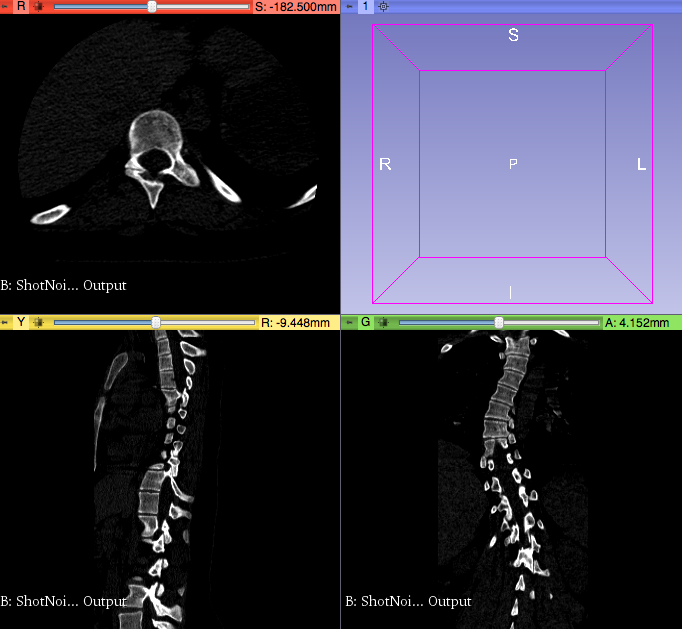 R
S: -182.500mm
1
B: ShotNoi... Output
S
R
P
L
I
Y
R: -9.448mm
G
A: 4.152mm
B: ShotNoi... Output
B: ShotNoi... Output